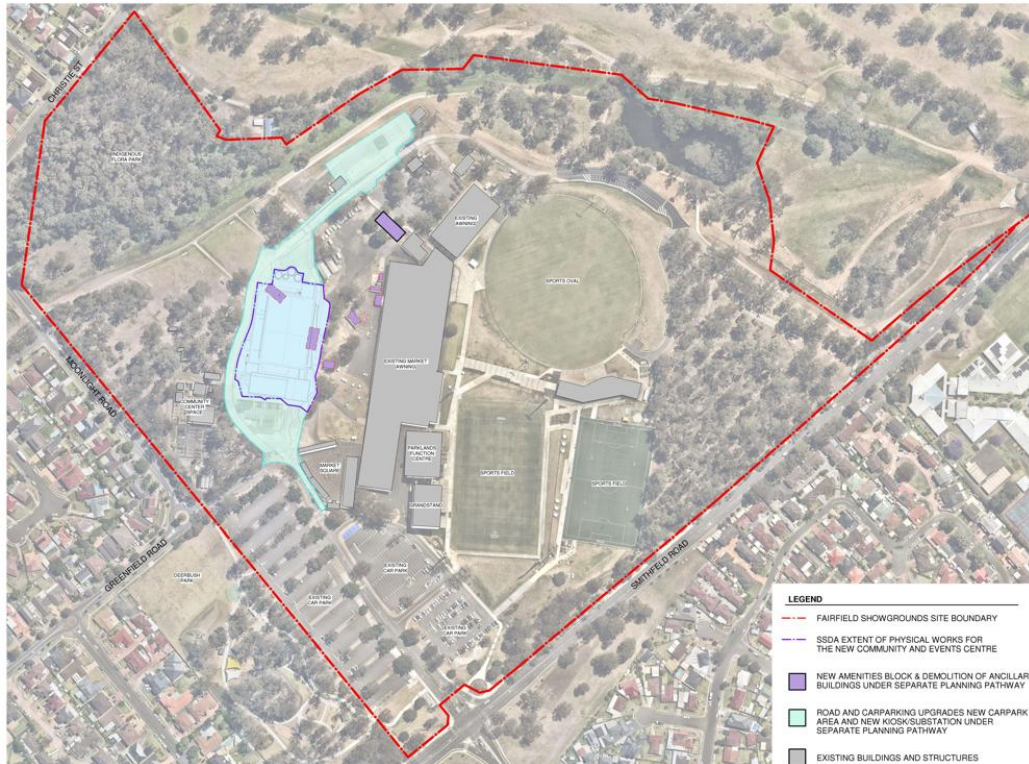 CHRISTIE ST
INDIGENOUS
FLORA PARK
EXISTING
AWNING
SPORTS OVAL
EXISTING MARKET
AWNING
MOONLIGHT ROAD
COMMUNITY
CENTER
SPACE
MARKET
SQUARE
PARKLANDS
FUNCTION
CENTRE
GRANDSTAND
SPORTS FIELD
SPORTS FIELD
GREENFIELD ROAD
DEERBUSH
PARK
EXISTING
CAR PARK
EXISTING
CAR PARK
EXISTING
CAR PARK
SMITHFIELD ROAD
LEGEND
FAIRFIELD SHOWGROUNDS SITE BOUNDARY
SSDA EXTENT OF PHYSICAL WORKS FOR
THE NEW COMMUNITY AND EVENTS CENTRE
NEW AMENITIES BLOCK & DEMOLITION OF ANCILLAR
BUILDINGS UNDER SEPARATE PLANNING PATHWAY
ROAD AND CARPARKING UPGRADES NEW CARPARK
AREA AND NEW KIOSK/SUBSTATION UNDER
SEPARATE PLANNING PATHWAY
EXISTING BUILDINGS AND STRUCTURES